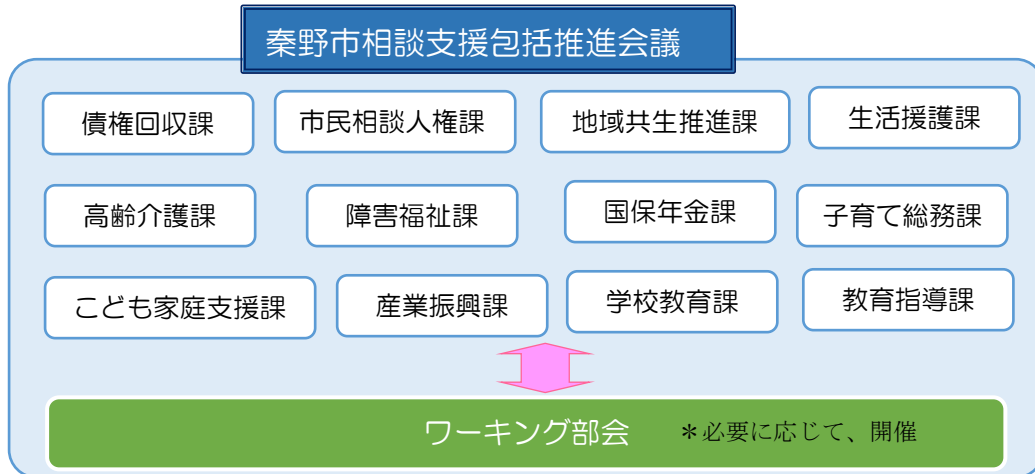 秦野市相談支援包括推進会議
債権回収課
市民相談人権課
地域共生推進課
生活援護課
高齢介護課
障害福祉課
国保年金課
子育て総務課
こども家庭支援課
産業振興課
学校教育課
教育指導課
ワーキング部会 ＊必要に応じて、開催